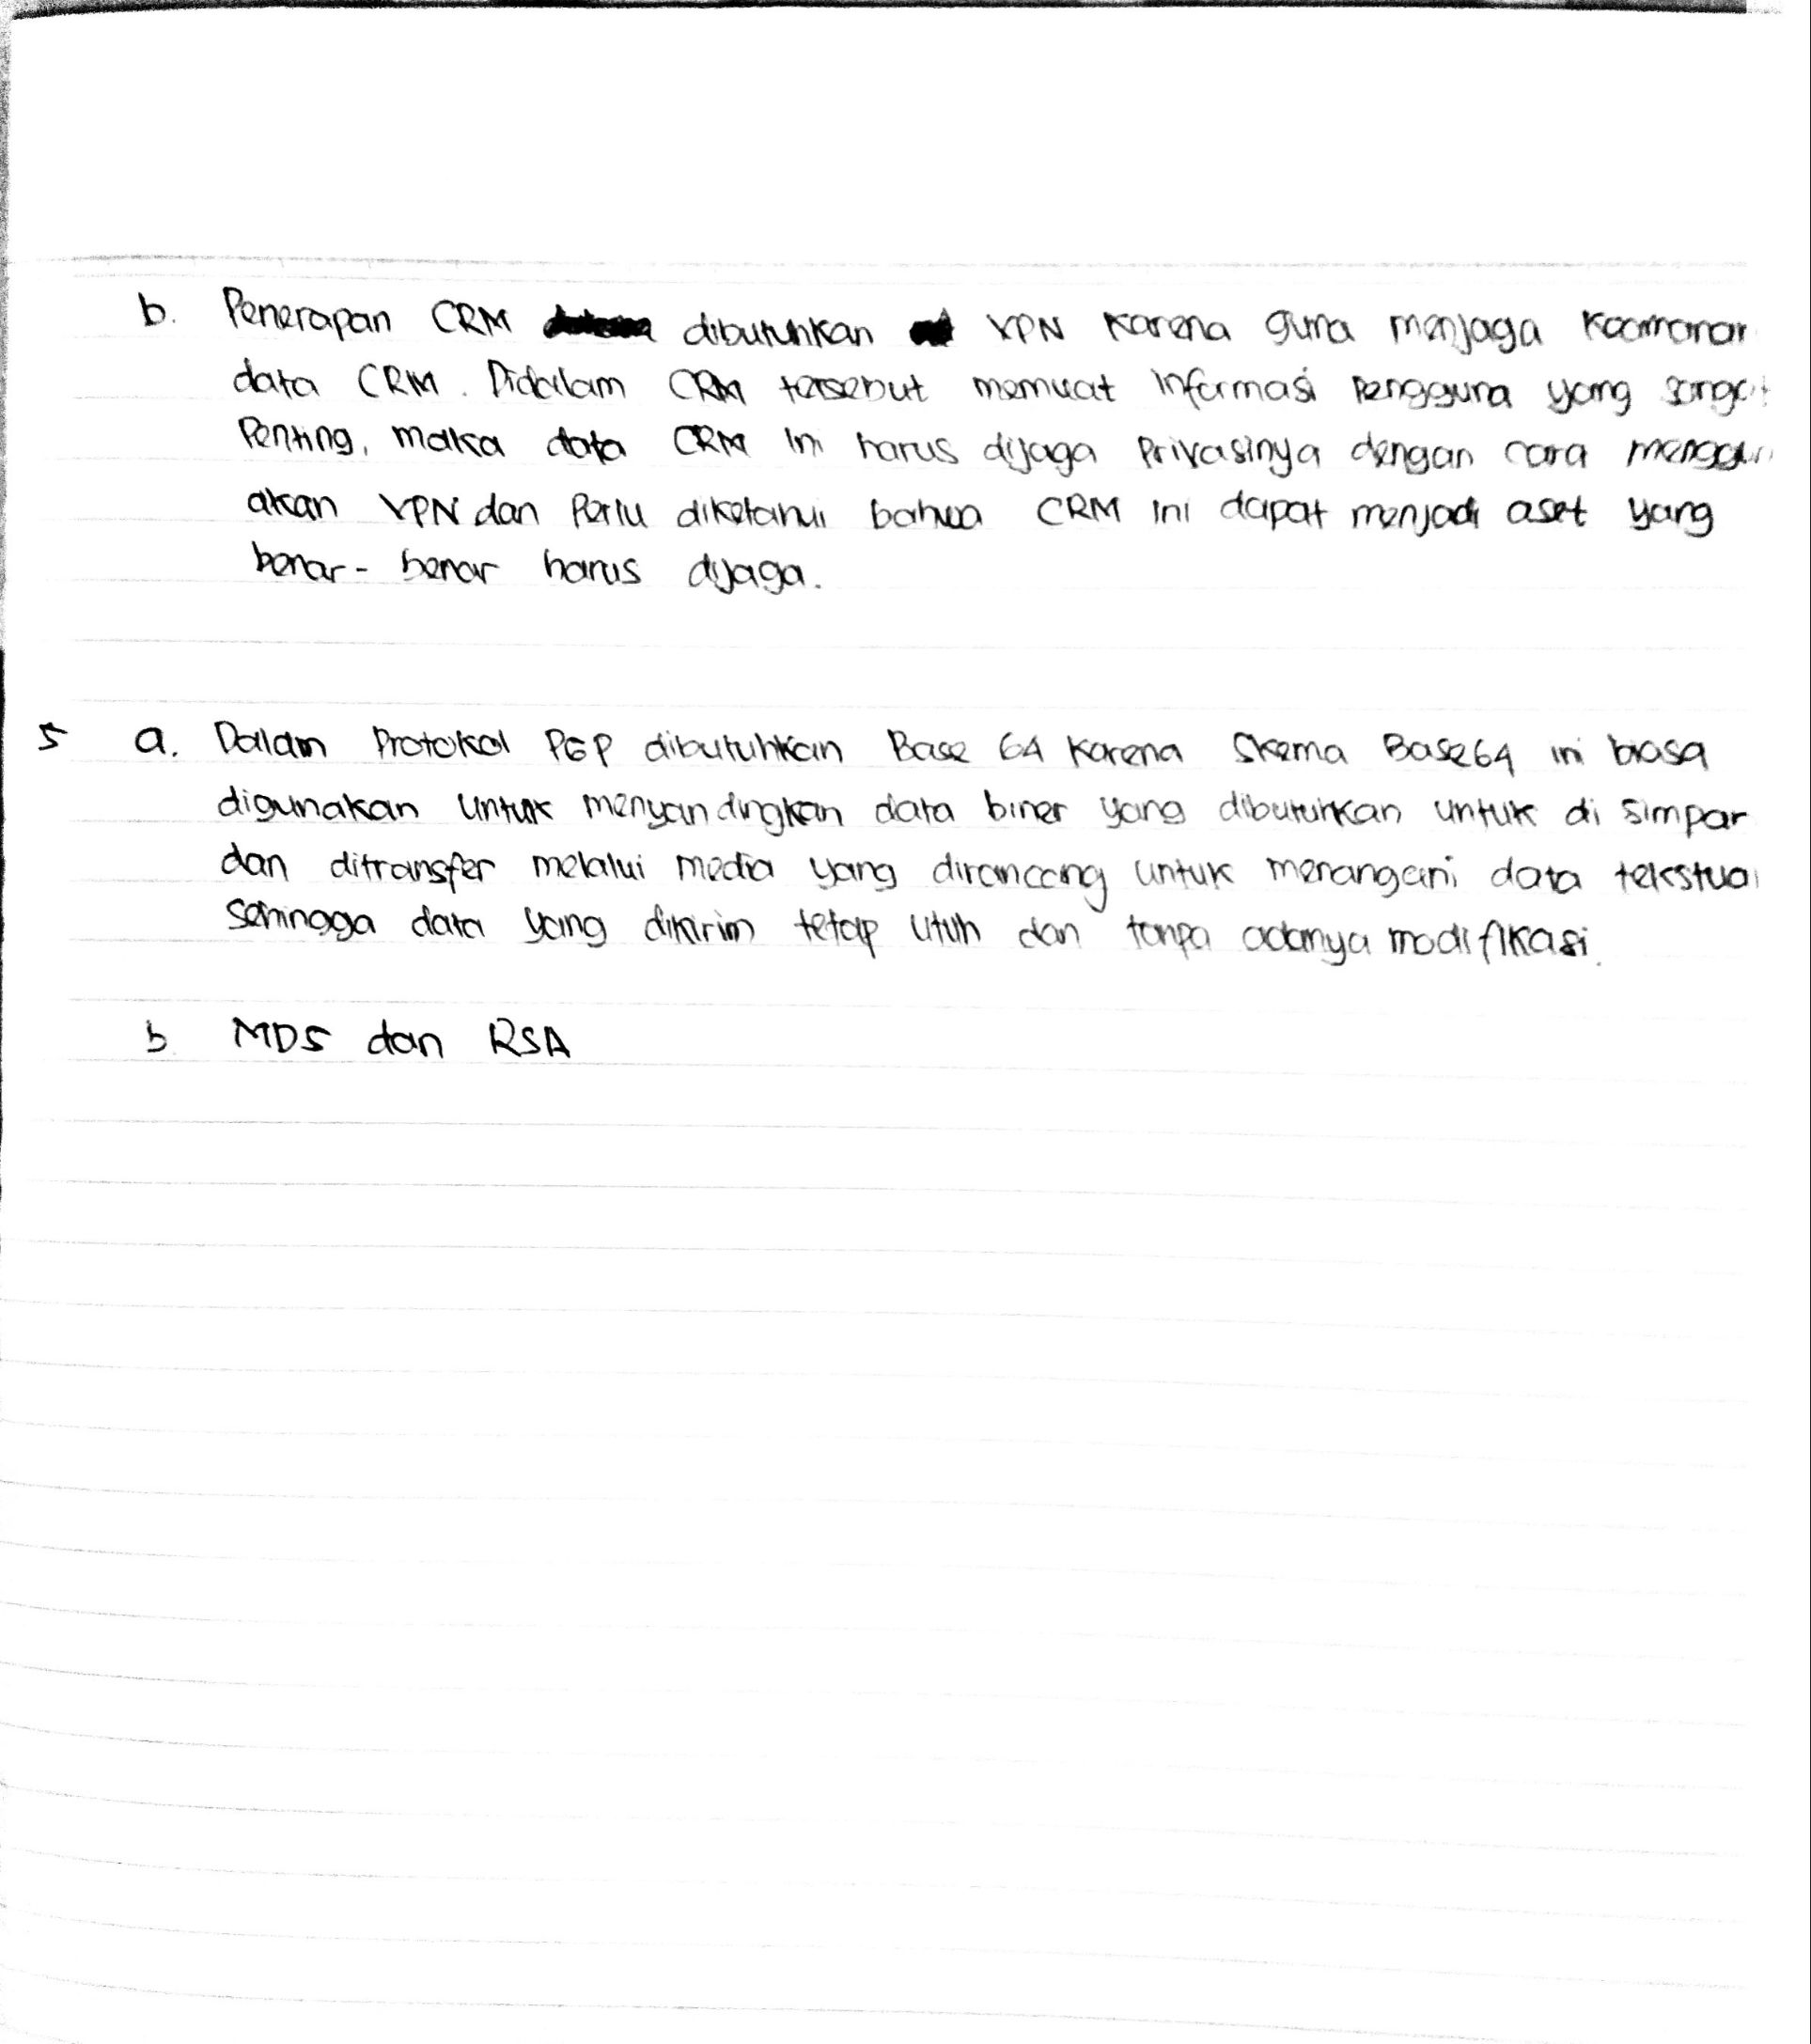 b. Penerapan CRM dibutuhkan VPN karena guna menjaga keamanan
data CRM. Didalam CRM tersebut memuat informasi pengguna yang sangat
Penting, maka data CRM ini harus dijaga Privasinya dengan cara menggun
akan VPN dan Perlu diketahui bahwa CRM ini dapat menjadi aset yang
benar - benar harus dijaga.
5 a. Dalam Protokol PGP dibutuhkan Base 64 karena Skema Base64 ini biasa
digunakan untuk menyandingkan data biner yang dibutuhkan untuk di simpan
dan ditransfer melalui media yang dirancang untuk menangani data tekstual
sehingga data yang dikirim tetap utuh dan tanpa adanya modifikasi.
b MD5 dan RSA